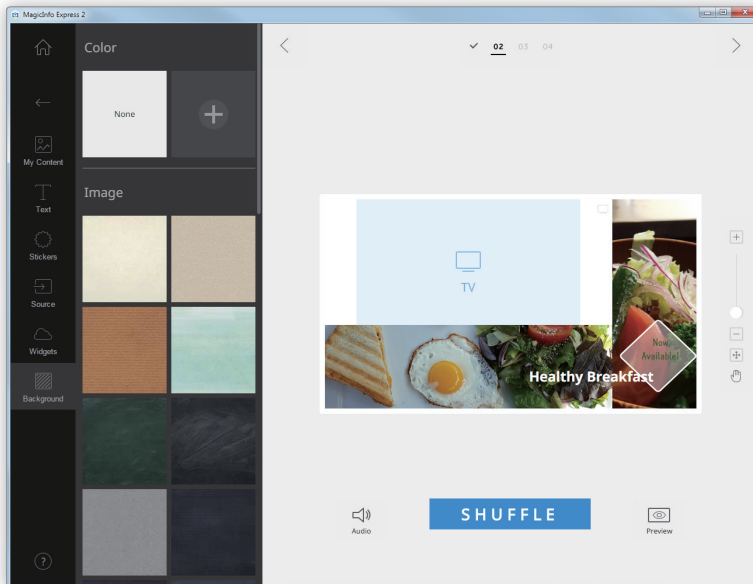 MagicInfo Express 2
Color
None
My Content
Image
Text
Stickers
Source
Widgets
Background
?
02 03 04
TV
Now
Available!
Healthy Breakfast
Audio
SHUFFLE
Preview